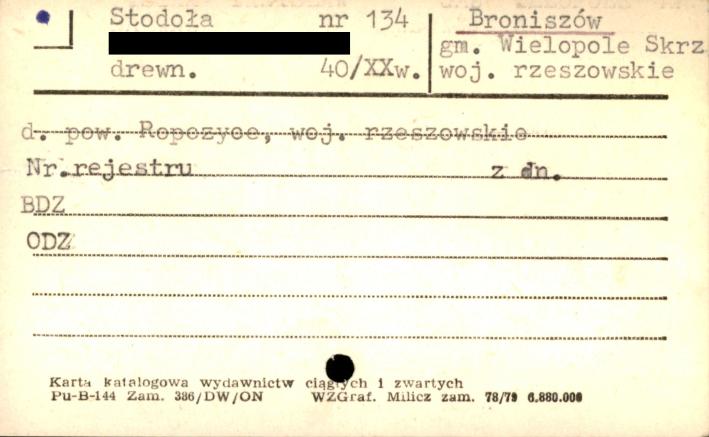 Stodoła nr 134 Broniszów
gm. Wielopole Skrz
drewn. 40/XXw. woj. rzeszowskie
d. pow. Ropczyce, woj. rzeszowskie
Nr.rejestru z dn.
BDZ
ODZ
Karta katalogowa wydawnictw ciągłych i zwartych
Pu-B-144 Zam. 386/DW/ON WZGraf. Milicz zam. 78/79 6.880.000